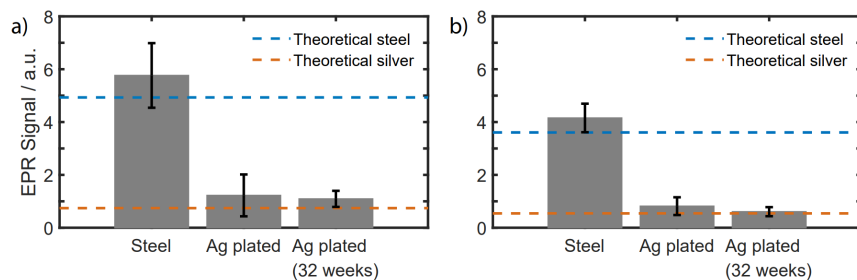 a)
EPR Signal / a.u.
8
6
4
2
0
Theoretical steel
Theoretical silver
Steel
Ag plated
Ag plated
(32 weeks)
b)
8
6
4
2
0
Theoretical steel
Theoretical silver
Steel
Ag plated
Ag plated
(32 weeks)